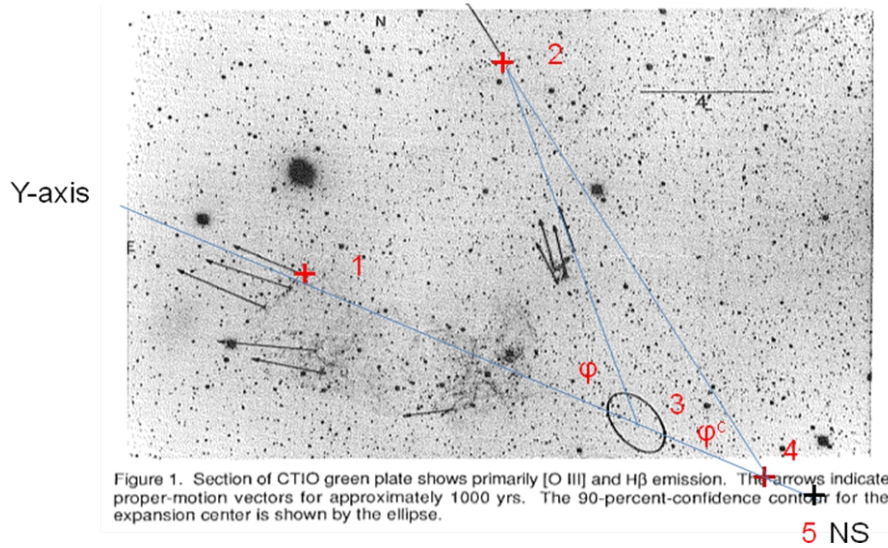 N
2
4
Y-axis
E
1
φ
3
φᶜ
4
Figure 1. Section of CTIO green plate shows primarily [O III] and Hβ emission. The arrows indicate
proper-motion vectors for approximately 1000 yrs. The 90-percent-confidence contour for the
expansion center is shown by the ellipse.
5 NS